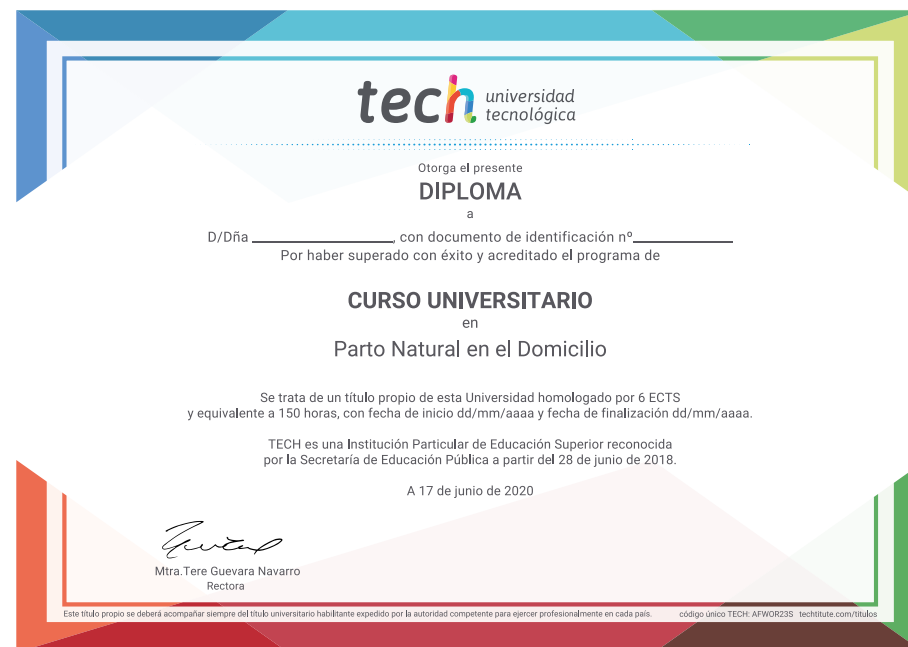 tech universidad
tecnológica
Otorga el presente
DIPLOMA
a
D/Dña ____________________, con documento de identificación nº______________
Por haber superado con éxito y acreditado el programa de
CURSO UNIVERSITARIO
en
Parto Natural en el Domicilio
Se trata de un título propio de esta Universidad homologado por 6 ECTS
y equivalente a 150 horas, con fecha de inicio dd/mm/aaaa y fecha de finalización dd/mm/aaaa.
TECH es una Institución Particular de Educación Superior reconocida
por la Secretaría de Educación Pública a partir del 28 de junio de 2018.
A 17 de junio de 2020
Mtra.Tere Guevara Navarro
Rectora
Este título propio se deberá acompañar siempre del título universitario habilitante expedido por la autoridad competente para ejercer profesionalmente en cada país. código único TECH: AFWOR23S techtitute.com/titulos